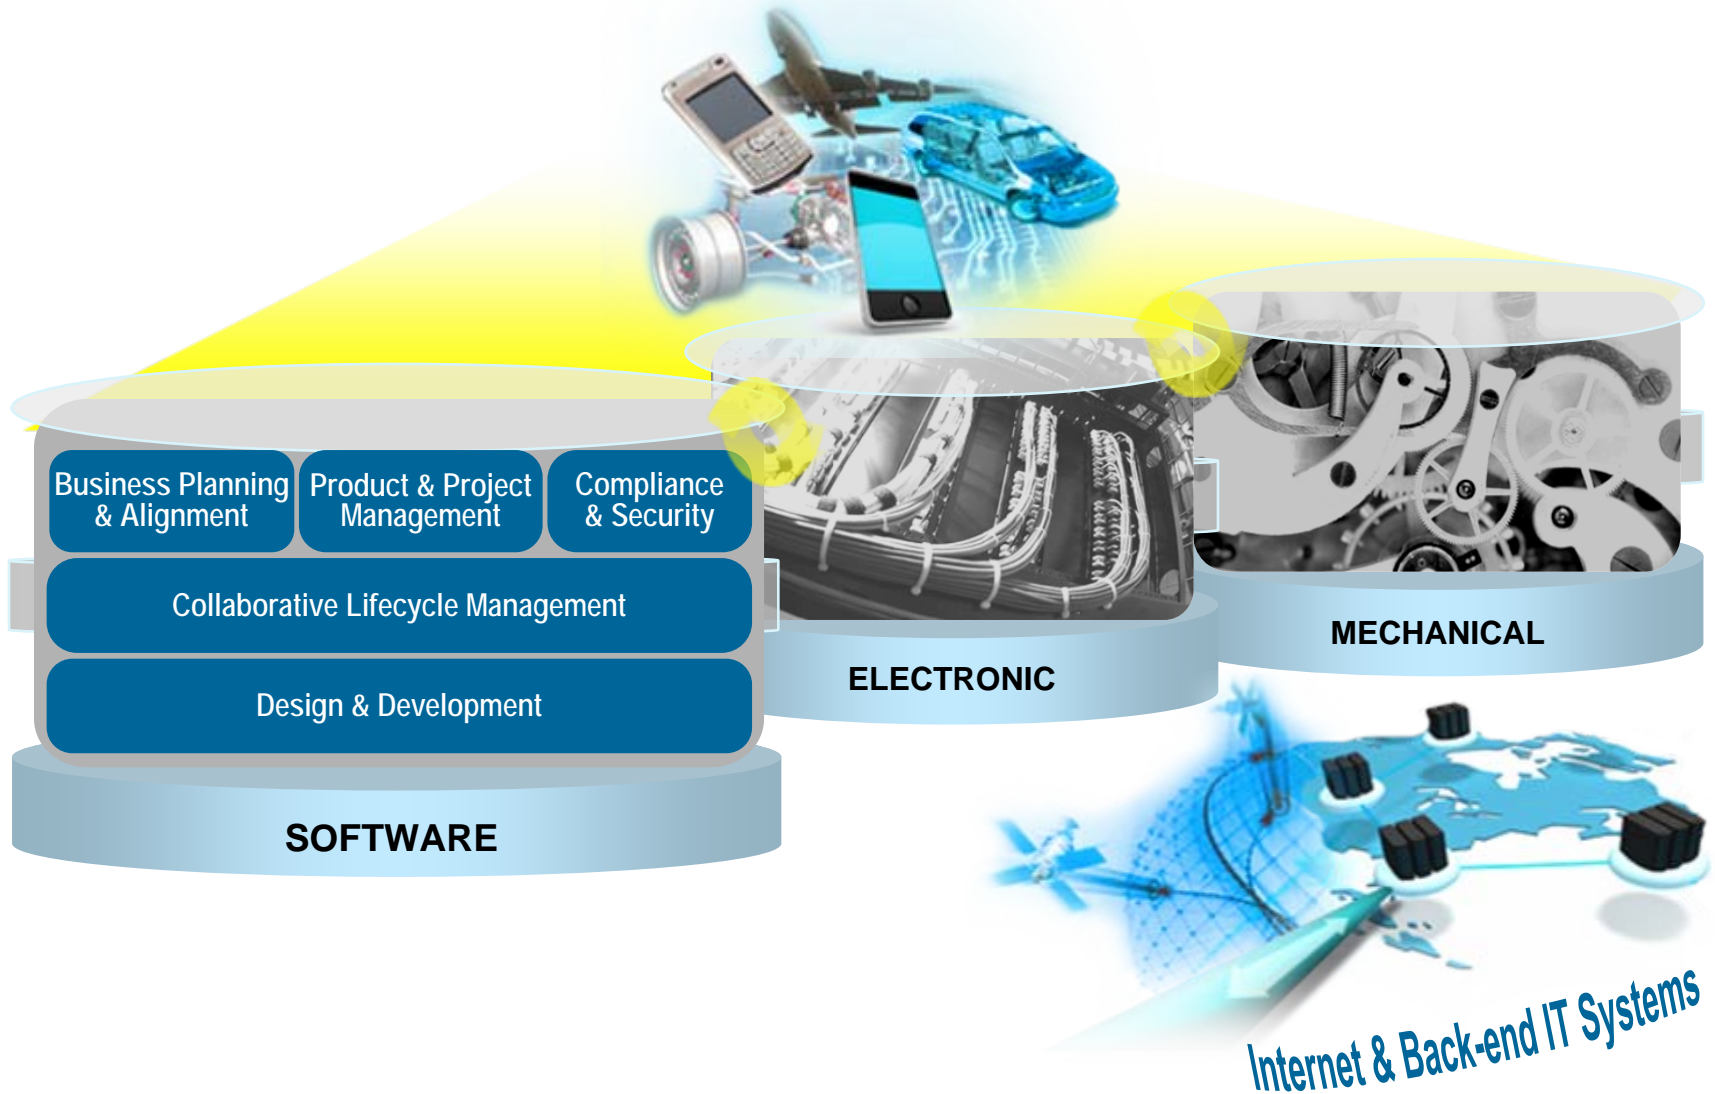 Business Planning
& Alignment
Product & Project
Management
Compliance
& Security
Collaborative Lifecycle Management
Design & Development
SOFTWARE
ELECTRONIC
MECHANICAL
Internet & Back-end IT Systems